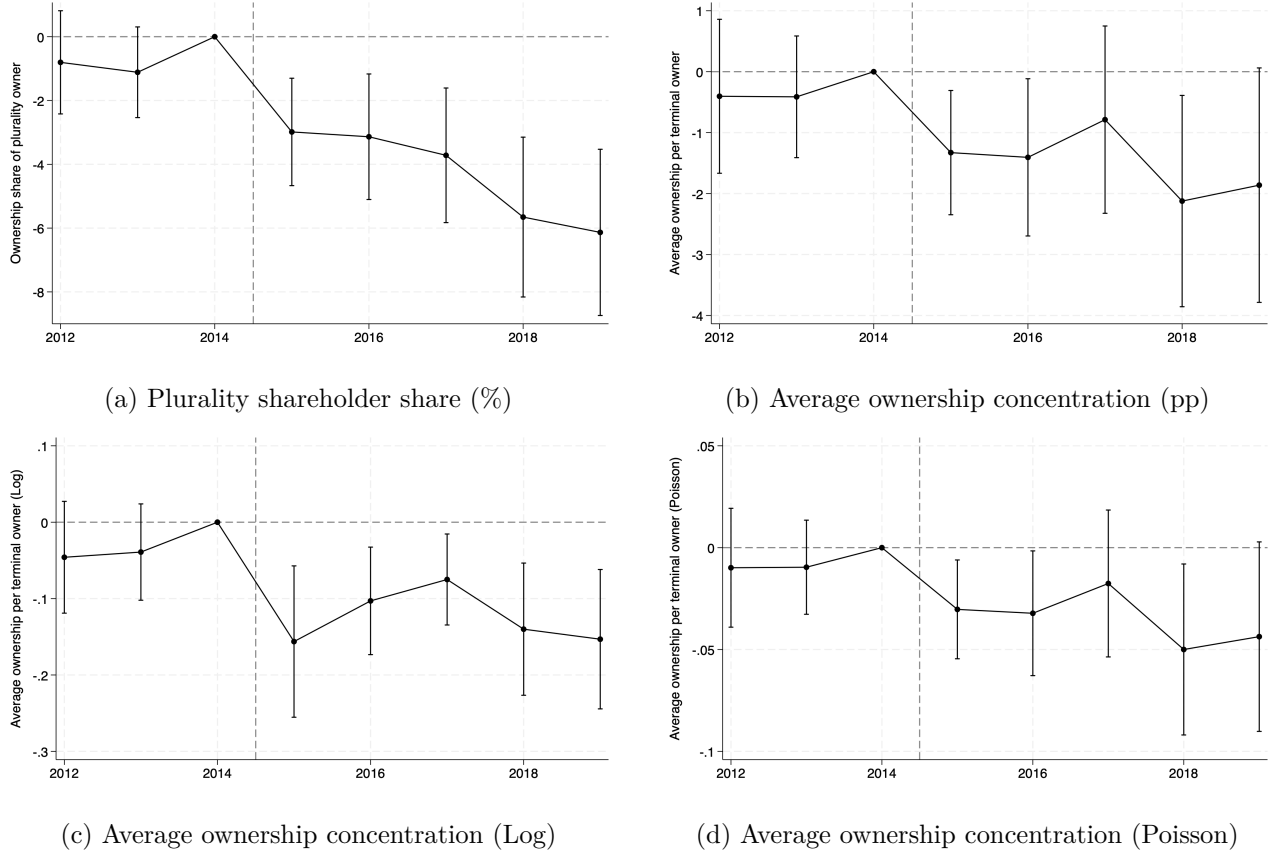 Ownership share of plurality owner
0
-2
-4
-6
-8
2012 2014 2016 2018
(a) Plurality shareholder share (%)
Average ownership per terminal owner
1
0
-1
-2
-3
-4
2012 2014 2016 2018
(b) Average ownership concentration (pp)
Average ownership per terminal owner (Log)
.1
0
-.1
-.2
-.3
2012 2014 2016 2018
(c) Average ownership concentration (Log)
Average ownership per terminal owner (Poisson)
.05
0
-.05
-.1
2012 2014 2016 2018
(d) Average ownership concentration (Poisson)